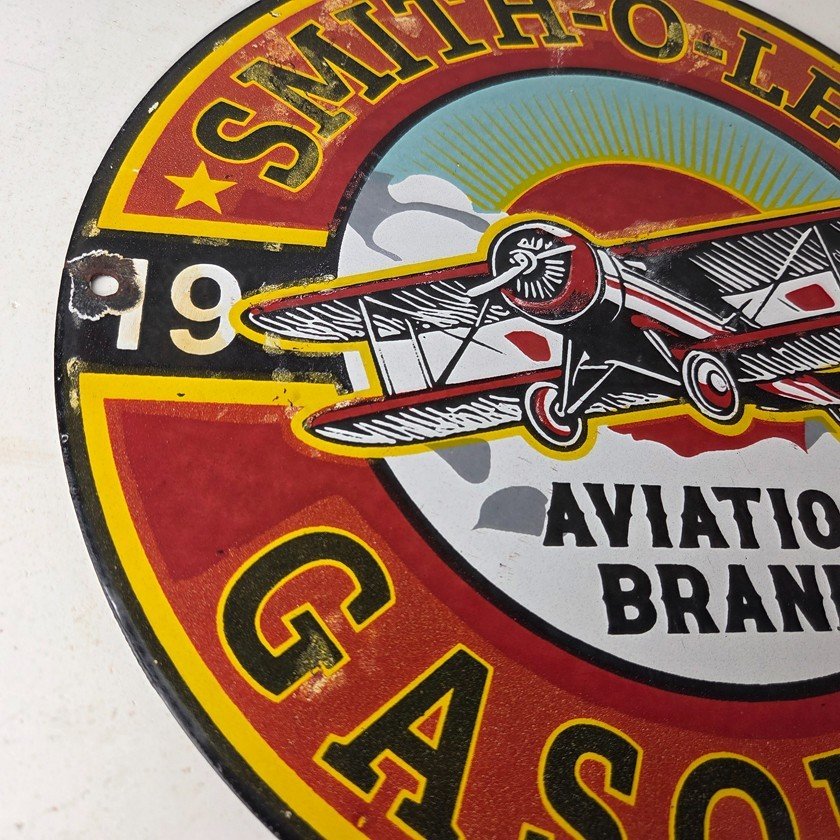 SMITH-O-LE
19
AVIATIO
BRAN
GASO